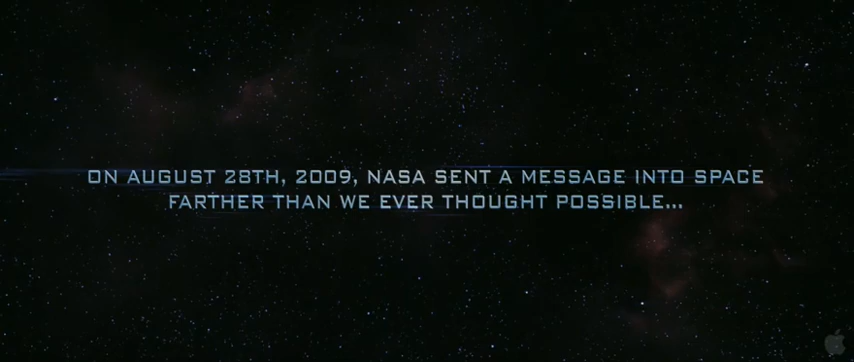 ON AUGUST 28TH, 2009, NASA SENT A MESSAGE INTO SPACE
FARTHER THAN WE EVER THOUGHT POSSIBLE...